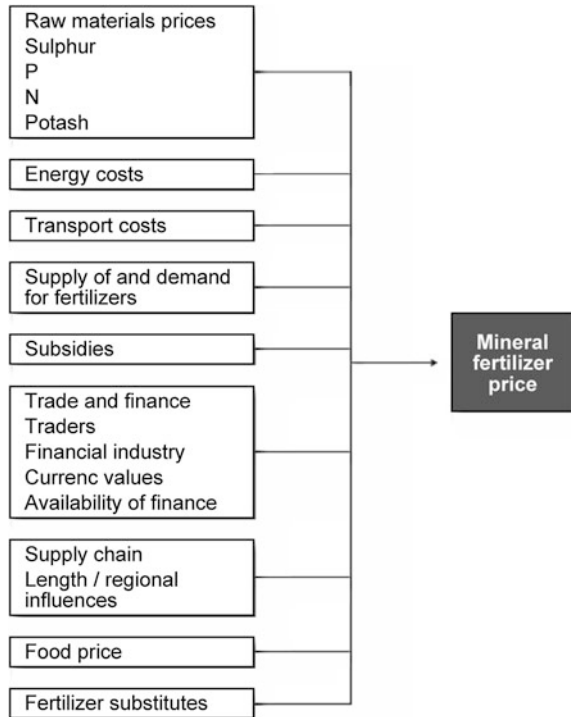 Raw materials prices
Sulphur
P
N
Potash
Energy costs
Transport costs
Supply of and demand
for fertilizers
Subsidies
Trade and finance
Traders
Financial industry
Currenc values
Availability of finance
Supply chain
Length / regional
influences
Food price
Fertilizer substitutes
Mineral
fertilizer
price